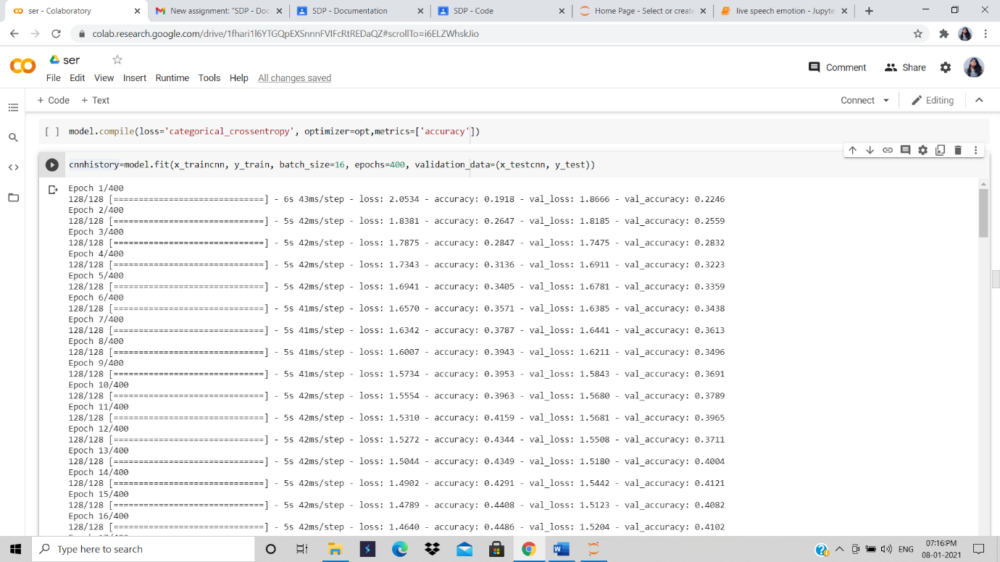 ser - Colaboratory
New assignment: "SDP - Doc
SDP - Documentation
SDP - Code
Home Page - Select or create
live speech emotion - Jupyte
colab.research.google.com/drive/1fhari1l6YTGQpEXSnnnFVIFcRtREDaQZ#scrollTo=i6ELZWhskJio
ser
File Edit View Insert Runtime Tools Help All changes saved
Comment Share
+ Code + Text
Connect Editing
[ ] model.compile(loss='categorical_crossentropy', optimizer=opt,metrics=['accuracy'])
cnnhistory=model.fit(x_traincnn, y_train, batch_size=16, epochs=400, validation_data=(x_testcnn, y_test))
Epoch 1/400
128/128 [==============================] - 6s 43ms/step - loss: 2.0534 - accuracy: 0.1918 - val_loss: 1.8666 - val_accuracy: 0.2246
Epoch 2/400
128/128 [==============================] - 5s 42ms/step - loss: 1.8381 - accuracy: 0.2647 - val_loss: 1.8185 - val_accuracy: 0.2559
Epoch 3/400
128/128 [==============================] - 5s 42ms/step - loss: 1.7875 - accuracy: 0.2847 - val_loss: 1.7475 - val_accuracy: 0.2832
Epoch 4/400
128/128 [==============================] - 5s 42ms/step - loss: 1.7343 - accuracy: 0.3136 - val_loss: 1.6911 - val_accuracy: 0.3223
Epoch 5/400
128/128 [==============================] - 5s 42ms/step - loss: 1.6941 - accuracy: 0.3405 - val_loss: 1.6781 - val_accuracy: 0.3359
Epoch 6/400
128/128 [==============================] - 5s 41ms/step - loss: 1.6570 - accuracy: 0.3571 - val_loss: 1.6385 - val_accuracy: 0.3438
Epoch 7/400
128/128 [==============================] - 5s 41ms/step - loss: 1.6342 - accuracy: 0.3787 - val_loss: 1.6441 - val_accuracy: 0.3613
Epoch 8/400
128/128 [==============================] - 5s 41ms/step - loss: 1.6007 - accuracy: 0.3943 - val_loss: 1.6211 - val_accuracy: 0.3496
Epoch 9/400
128/128 [==============================] - 5s 41ms/step - loss: 1.5734 - accuracy: 0.3953 - val_loss: 1.5843 - val_accuracy: 0.3691
Epoch 10/400
128/128 [==============================] - 5s 42ms/step - loss: 1.5554 - accuracy: 0.3963 - val_loss: 1.5680 - val_accuracy: 0.3789
Epoch 11/400
128/128 [==============================] - 5s 42ms/step - loss: 1.5310 - accuracy: 0.4159 - val_loss: 1.5681 - val_accuracy: 0.3965
Epoch 12/400
128/128 [==============================] - 5s 42ms/step - loss: 1.5272 - accuracy: 0.4344 - val_loss: 1.5508 - val_accuracy: 0.3711
Epoch 13/400
128/128 [==============================] - 5s 42ms/step - loss: 1.5044 - accuracy: 0.4349 - val_loss: 1.5180 - val_accuracy: 0.4004
Epoch 14/400
128/128 [==============================] - 5s 42ms/step - loss: 1.4902 - accuracy: 0.4291 - val_loss: 1.5442 - val_accuracy: 0.4121
Epoch 15/400
128/128 [==============================] - 5s 42ms/step - loss: 1.4789 - accuracy: 0.4408 - val_loss: 1.5123 - val_accuracy: 0.4082
Epoch 16/400
128/128 [==============================] - 5s 42ms/step - loss: 1.4640 - accuracy: 0.4486 - val_loss: 1.5204 - val_accuracy: 0.4102
Type here to search
ENG
07:16:PM
08-01-2021